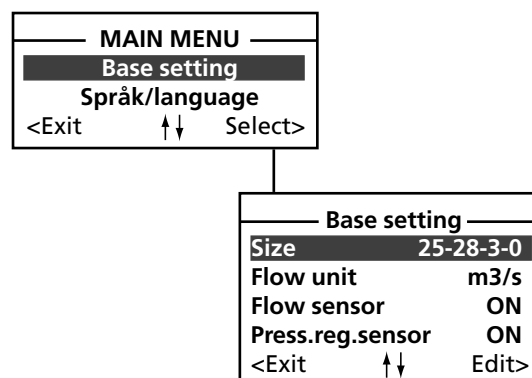 MAIN MENU
Base setting
Språk/language
<Exit ↑↓ Select>
Base setting
Size 25-28-3-0
Flow unit m3/s
Flow sensor ON
Press.reg.sensor ON
<Exit ↑↓ Edit>